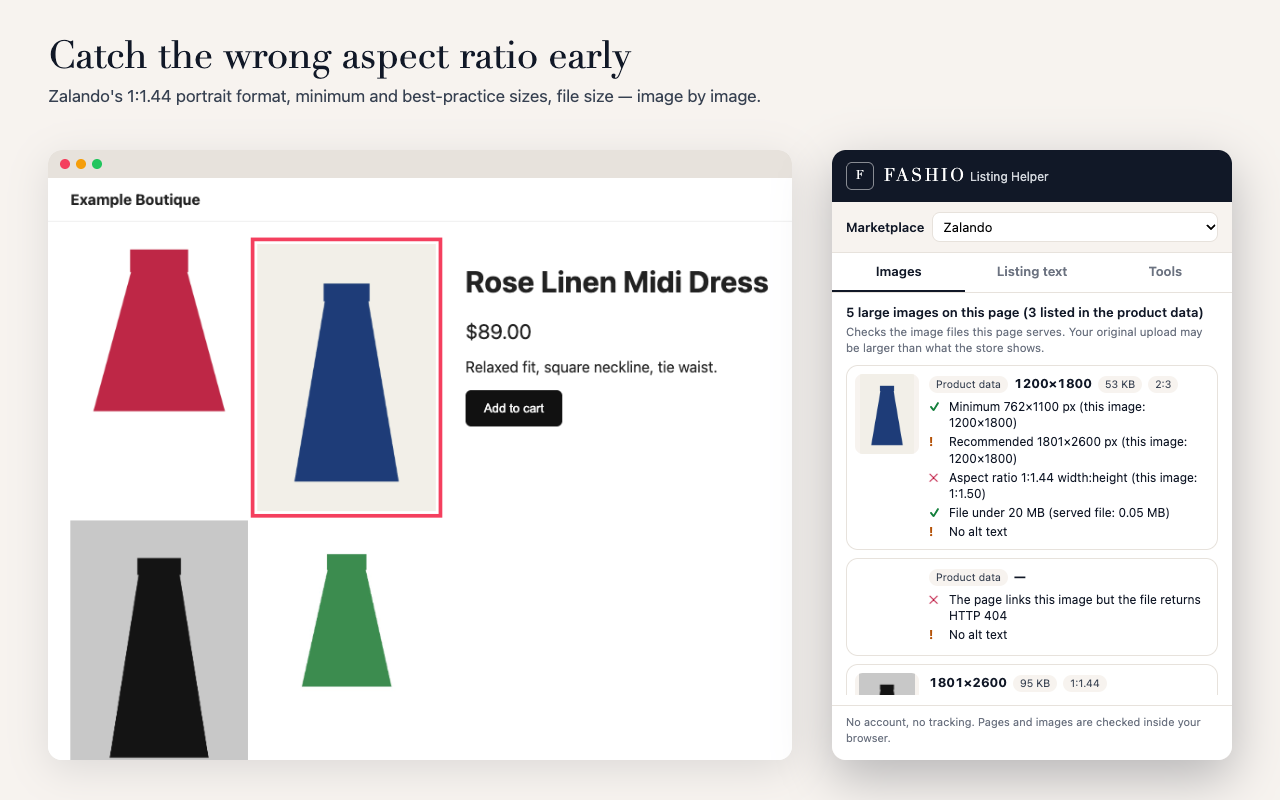 Catch the wrong aspect ratio early
Zalando's 1:1.44 portrait format, minimum and best-practice sizes, file size — image by image.
Example Boutique
Rose Linen Midi Dress
$89.00
Relaxed fit, square neckline, tie waist.
Add to cart
F FASHIO Listing Helper
Marketplace Zalando
Images Listing text Tools
5 large images on this page (3 listed in the product data)
Checks the image files this page serves. Your original upload may
be larger than what the store shows.
Product data 1200×1800 53 KB 2:3
Minimum 762×1100 px (this image:
1200×1800)
! Recommended 1801×2600 px (this image:
1200×1800)
Aspect ratio 1:1.44 width:height (this image:
1:1.50)
File under 20 MB (served file: 0.05 MB)
! No alt text
Product data —
The page links this image but the file returns
HTTP 404
! No alt text
1801×2600 95 KB 1:1.44
No account, no tracking. Pages and images are checked inside your
browser.